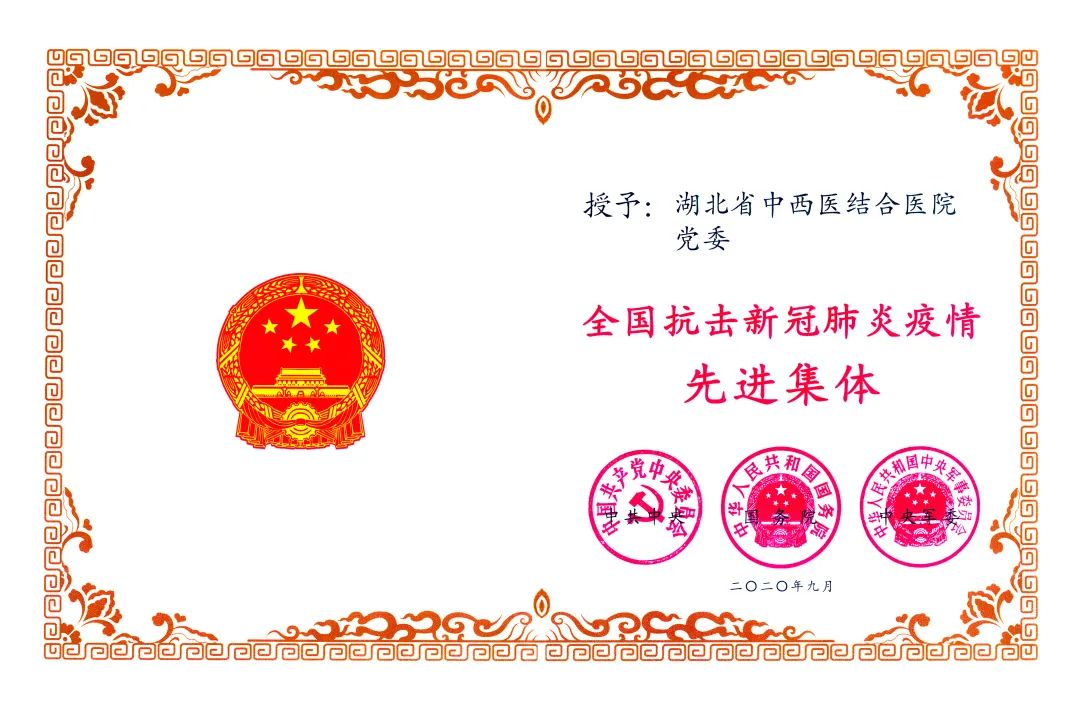 授予：湖北省中西医结合医院
党委
全国抗击新冠肺炎疫情
先进集体
中国共产党中央委员会
中共中央
中华人民共和国国务院
国务院
中华人民共和国中央军事委员会
中央军委
二〇二〇年九月